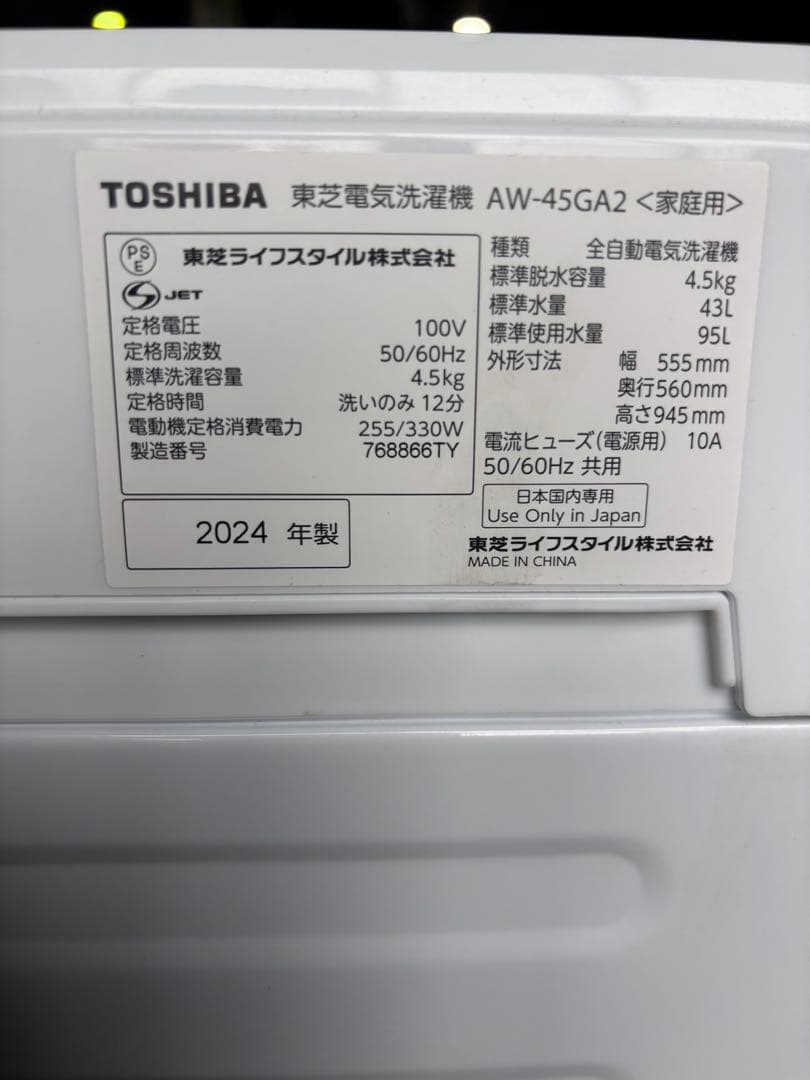 TOSHIBA 東芝電気洗濯機 AW-45GA2 <家庭用>
PS
E
東芝ライフスタイル株式会社
S JET
定格電圧 100V
定格周波数 50/60Hz
標準洗濯容量 4.5kg
定格時間 洗いのみ 12分
電動機定格消費電力 255/330W
製造番号 768866TY
2024 年製
種類 全自動電気洗濯機
標準脱水容量 4.5kg
標準水量 43L
標準使用水量 95L
外形寸法 幅 555mm
奥行560mm
高さ945mm
電流ヒューズ(電源用) 10A
50/60Hz 共用
日本国内専用
Use Only in Japan
東芝ライフスタイル株式会社
MADE IN CHINA